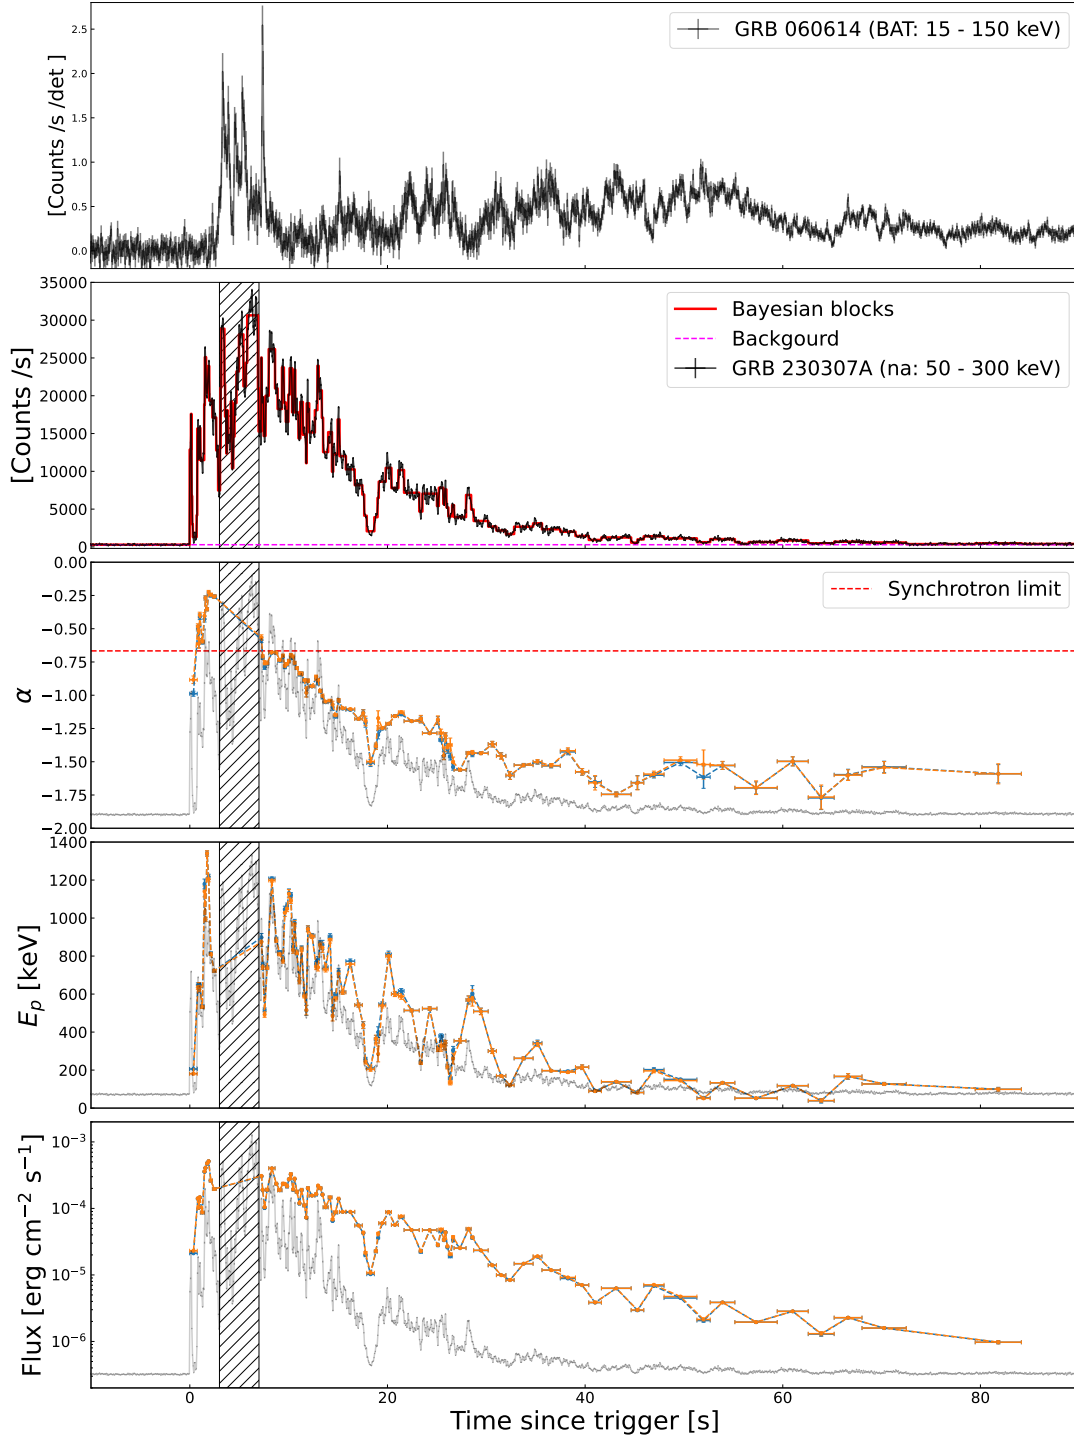 GRB 060614 (BAT: 15 - 150 keV)
[Counts /s /det ]
2.5
2.0
1.5
1.0
0.5
0.0
Bayesian blocks
Backgourd
GRB 230307A (na: 50 - 300 keV)
[Counts /s]
35000
30000
25000
20000
15000
10000
5000
0
Synchrotron limit
α
0.00
−0.25
−0.50
−0.75
−1.00
−1.25
−1.50
−1.75
−2.00
E_p [keV]
1400
1200
1000
800
600
400
200
0
Flux [erg cm⁻² s⁻¹]
10⁻³
10⁻⁴
10⁻⁵
10⁻⁶
0 20 40 60 80
Time since trigger [s]